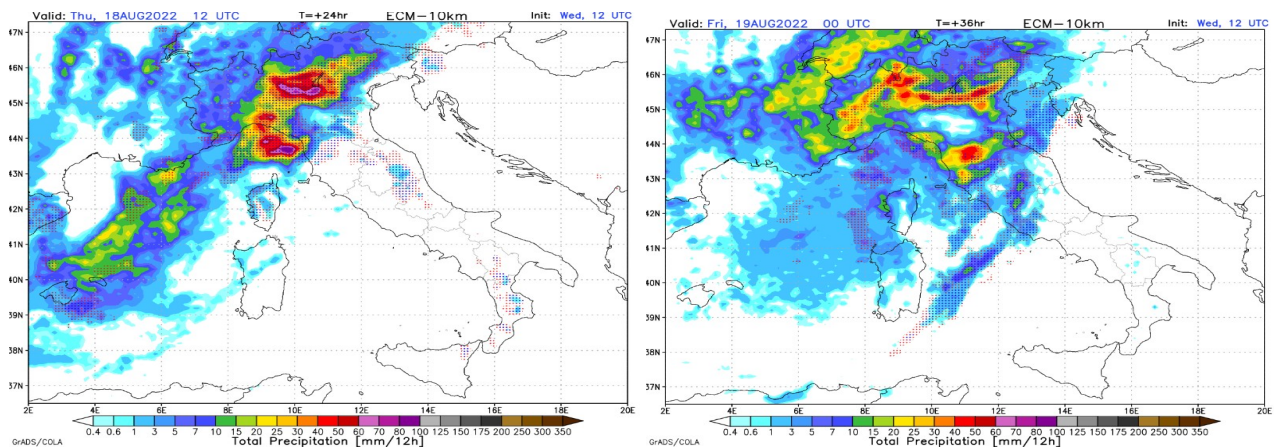 Valid: Thu, 18AUG2022 12 UTC T=+24hr ECM-10km Init: Wed, 12 UTC
47N
46N
45N
44N
43N
42N
41N
40N
39N
38N
37N
2E 4E 6E 8E 10E 12E 14E 16E 18E 20E
0.4 0.6 1 3 5 7 10 15 20 25 30 40 50 60 70 80 100 125 150 175 200 250 300 350
GrADS/COLA Total Precipitation [mm/12h]
Valid: Fri, 19AUG2022 00 UTC T=+36hr ECM-10km Init: Wed, 12 UTC
47N
46N
45N
44N
43N
42N
41N
40N
39N
38N
37N
2E 4E 6E 8E 10E 12E 14E 16E 18E 20E
0.4 0.6 1 3 5 7 10 15 20 25 30 40 50 60 70 80 100 125 150 175 200 250 300 350
GrADS/COLA Total Precipitation [mm/12h]